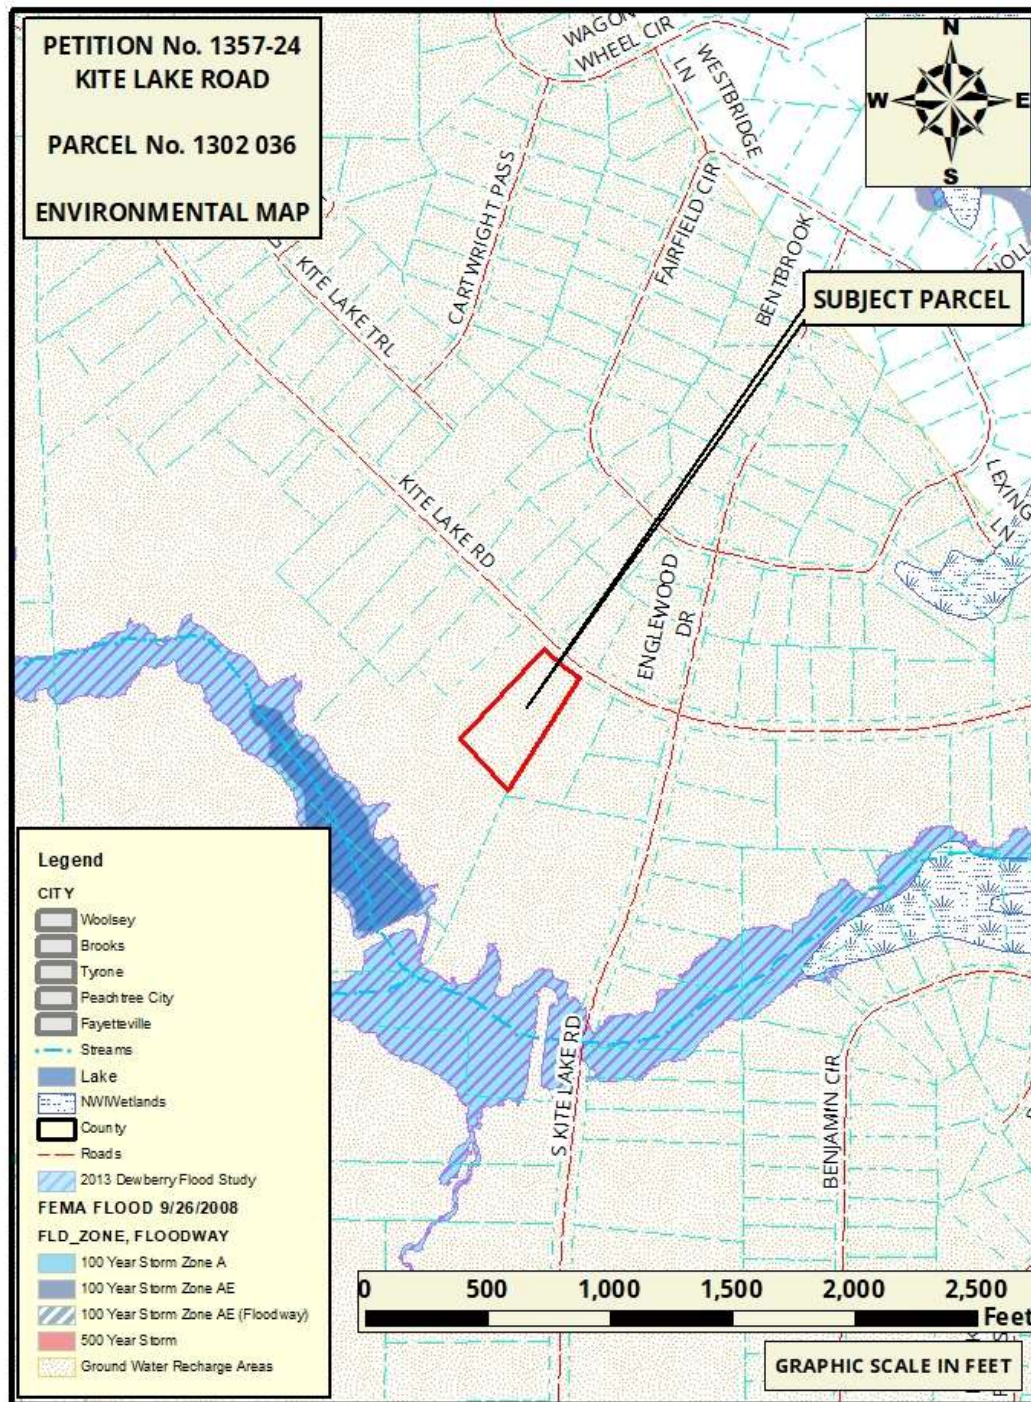 PETITION No. 1357-24
KITE LAKE ROAD
PARCEL No. 1302 036
ENVIRONMENTAL MAP
N
W
E
S
WAGON
WHEEL CIR
WESTBRIDGE
LN
CARTWRIGHT PASS
FAIRFIELD CIR
BENTBROOK
SUBJECT PARCEL
KITE LAKE TRL
KITE LAKE RD
ENGLEWOOD
DR
LEXING
LN
S KITE LAKE RD
BENJAMIN CIR
Legend
CITY
Woolsey
Brooks
Tyrone
Peachtree City
Fayetteville
Streams
Lake
NWIWetlands
County
Roads
2013 Dewberry Flood Study
FEMA FLOOD 9/26/2008
FLD_ZONE, FLOODWAY
100 Year Storm Zone A
100 Year Storm Zone AE
100 Year Storm Zone AE (Floodway)
500 Year Storm
Ground Water Recharge Areas
0 500 1,000 1,500 2,000 2,500
Feet
GRAPHIC SCALE IN FEET